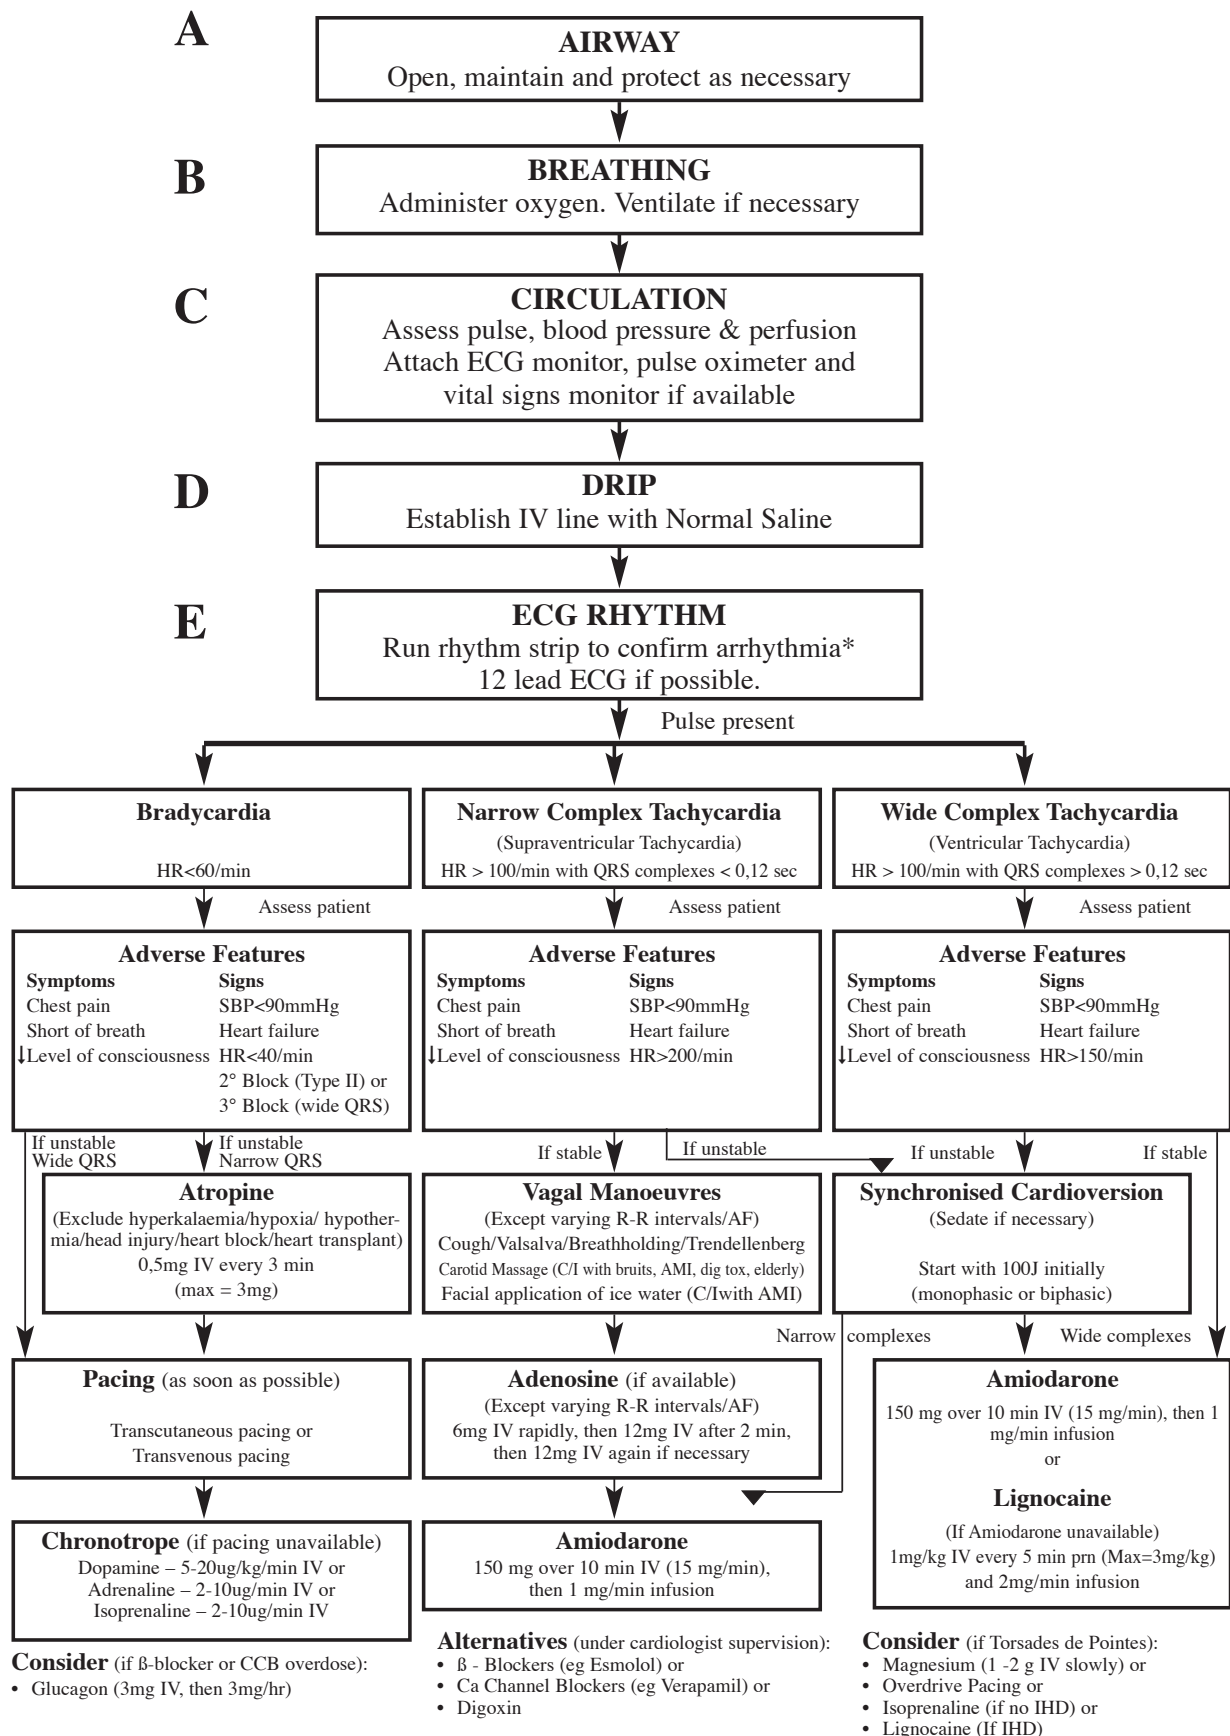 A
AIRWAY
Open, maintain and protect as necessary
B
BREATHING
Administer oxygen. Ventilate if necessary
C
CIRCULATION
Assess pulse, blood pressure & perfusion
Attach ECG monitor, pulse oximeter and
vital signs monitor if available
D
DRIP
Establish IV line with Normal Saline
E
ECG RHYTHM
Run rhythm strip to confirm arrhythmia*
12 lead ECG if possible.
Pulse present
Bradycardia
HR<60/min
Assess patient
Adverse Features
Symptoms Signs
Chest pain SBP<90mmHg
Short of breath Heart failure
↓Level of consciousness HR<40/min
2° Block (Type II) or
3° Block (wide QRS)
If unstable
Wide QRS
If unstable
Narrow QRS
Atropine
(Exclude hyperkalaemia/hypoxia/ hypother-
mia/head injury/heart block/heart transplant)
0,5mg IV every 3 min
(max = 3mg)
Pacing (as soon as possible)
Transcutaneous pacing or
Transvenous pacing
Chronotrope (if pacing unavailable)
Dopamine – 5-20ug/kg/min IV or
Adrenaline – 2-10ug/min IV or
Isoprenaline – 2-10ug/min IV
Consider (if ß-blocker or CCB overdose):
• Glucagon (3mg IV, then 3mg/hr)
Narrow Complex Tachycardia
(Supraventricular Tachycardia)
HR > 100/min with QRS complexes < 0,12 sec
Assess patient
Adverse Features
Symptoms Signs
Chest pain SBP<90mmHg
Short of breath Heart failure
↓Level of consciousness HR>200/min
If stable
If unstable
Vagal Manoeuvres
(Except varying R-R intervals/AF)
Cough/Valsalva/Breathholding/Trendellenberg
Carotid Massage (C/I with bruits, AMI, dig tox, elderly)
Facial application of ice water (C/Iwith AMI)
Narrow complexes
Adenosine (if available)
(Except varying R-R intervals/AF)
6mg IV rapidly, then 12mg IV after 2 min,
then 12mg IV again if necessary
Amiodarone
150 mg over 10 min IV (15 mg/min),
then 1 mg/min infusion
Alternatives (under cardiologist supervision):
• ß - Blockers (eg Esmolol) or
• Ca Channel Blockers (eg Verapamil) or
• Digoxin
Wide Complex Tachycardia
(Ventricular Tachycardia)
HR > 100/min with QRS complexes > 0,12 sec
Assess patient
Adverse Features
Symptoms Signs
Chest pain SBP<90mmHg
Short of breath Heart failure
↓Level of consciousness HR>150/min
If unstable
If stable
Synchronised Cardioversion
(Sedate if necessary)
Start with 100J initially
(monophasic or biphasic)
Wide complexes
Amiodarone
150 mg over 10 min IV (15 mg/min), then 1
mg/min infusion
or
Lignocaine
(If Amiodarone unavailable)
1mg/kg IV every 5 min prn (Max=3mg/kg)
and 2mg/min infusion
Consider (if Torsades de Pointes):
• Magnesium (1 -2 g IV slowly) or
• Overdrive Pacing or
• Isoprenaline (if no IHD) or
• Lignocaine (If IHD)